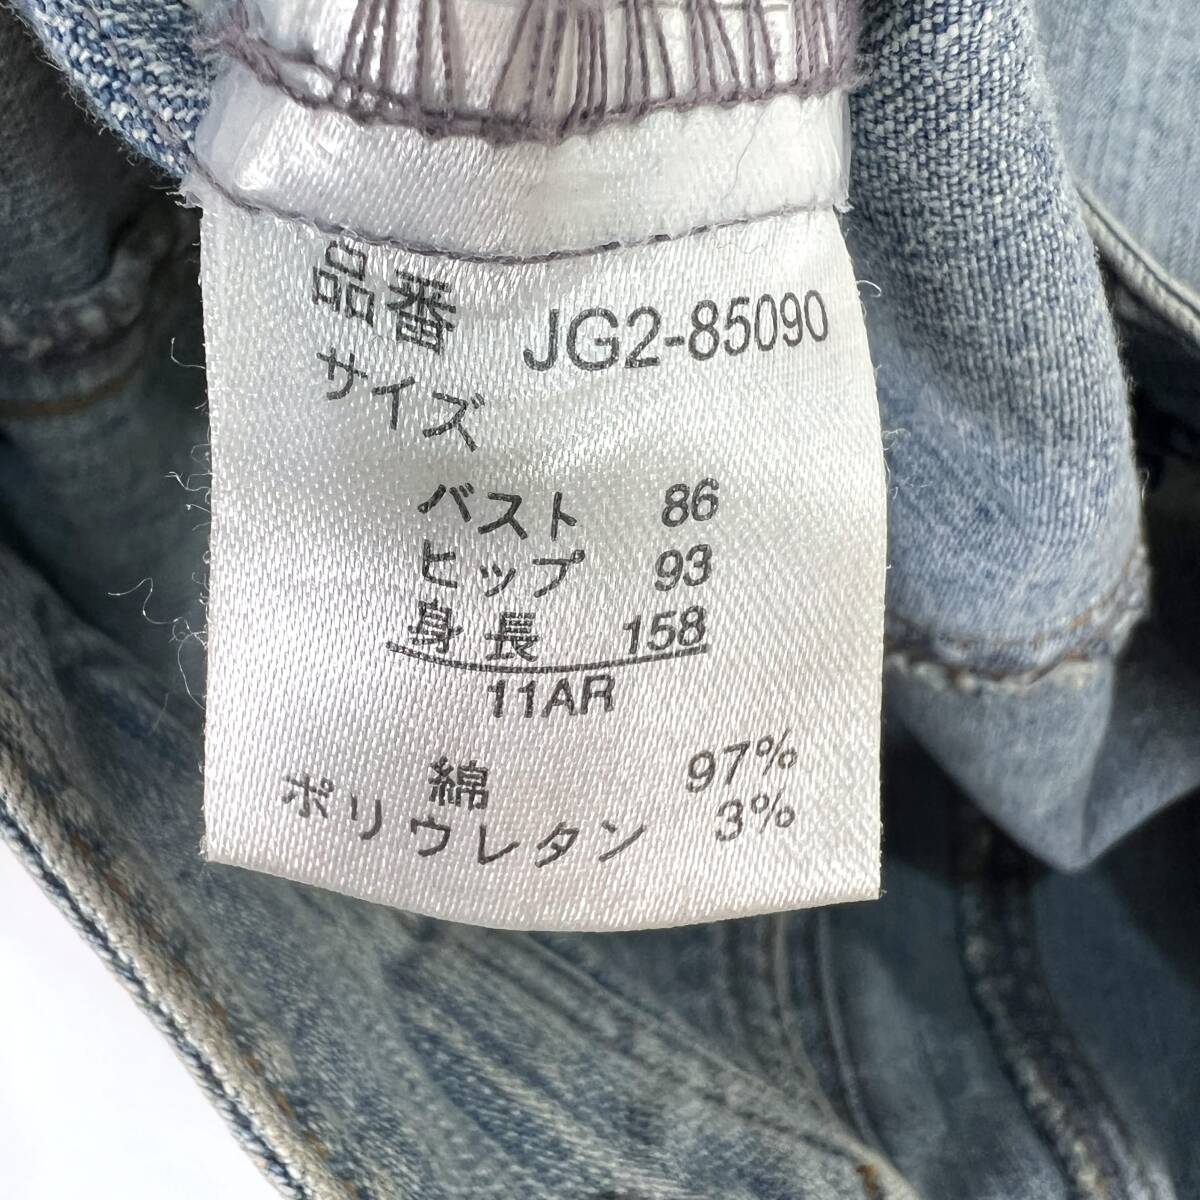 品番 JG2-85090
サイズ
バスト 86
ヒップ 93
身長 158
11AR
綿 97%
ポリウレタン 3%